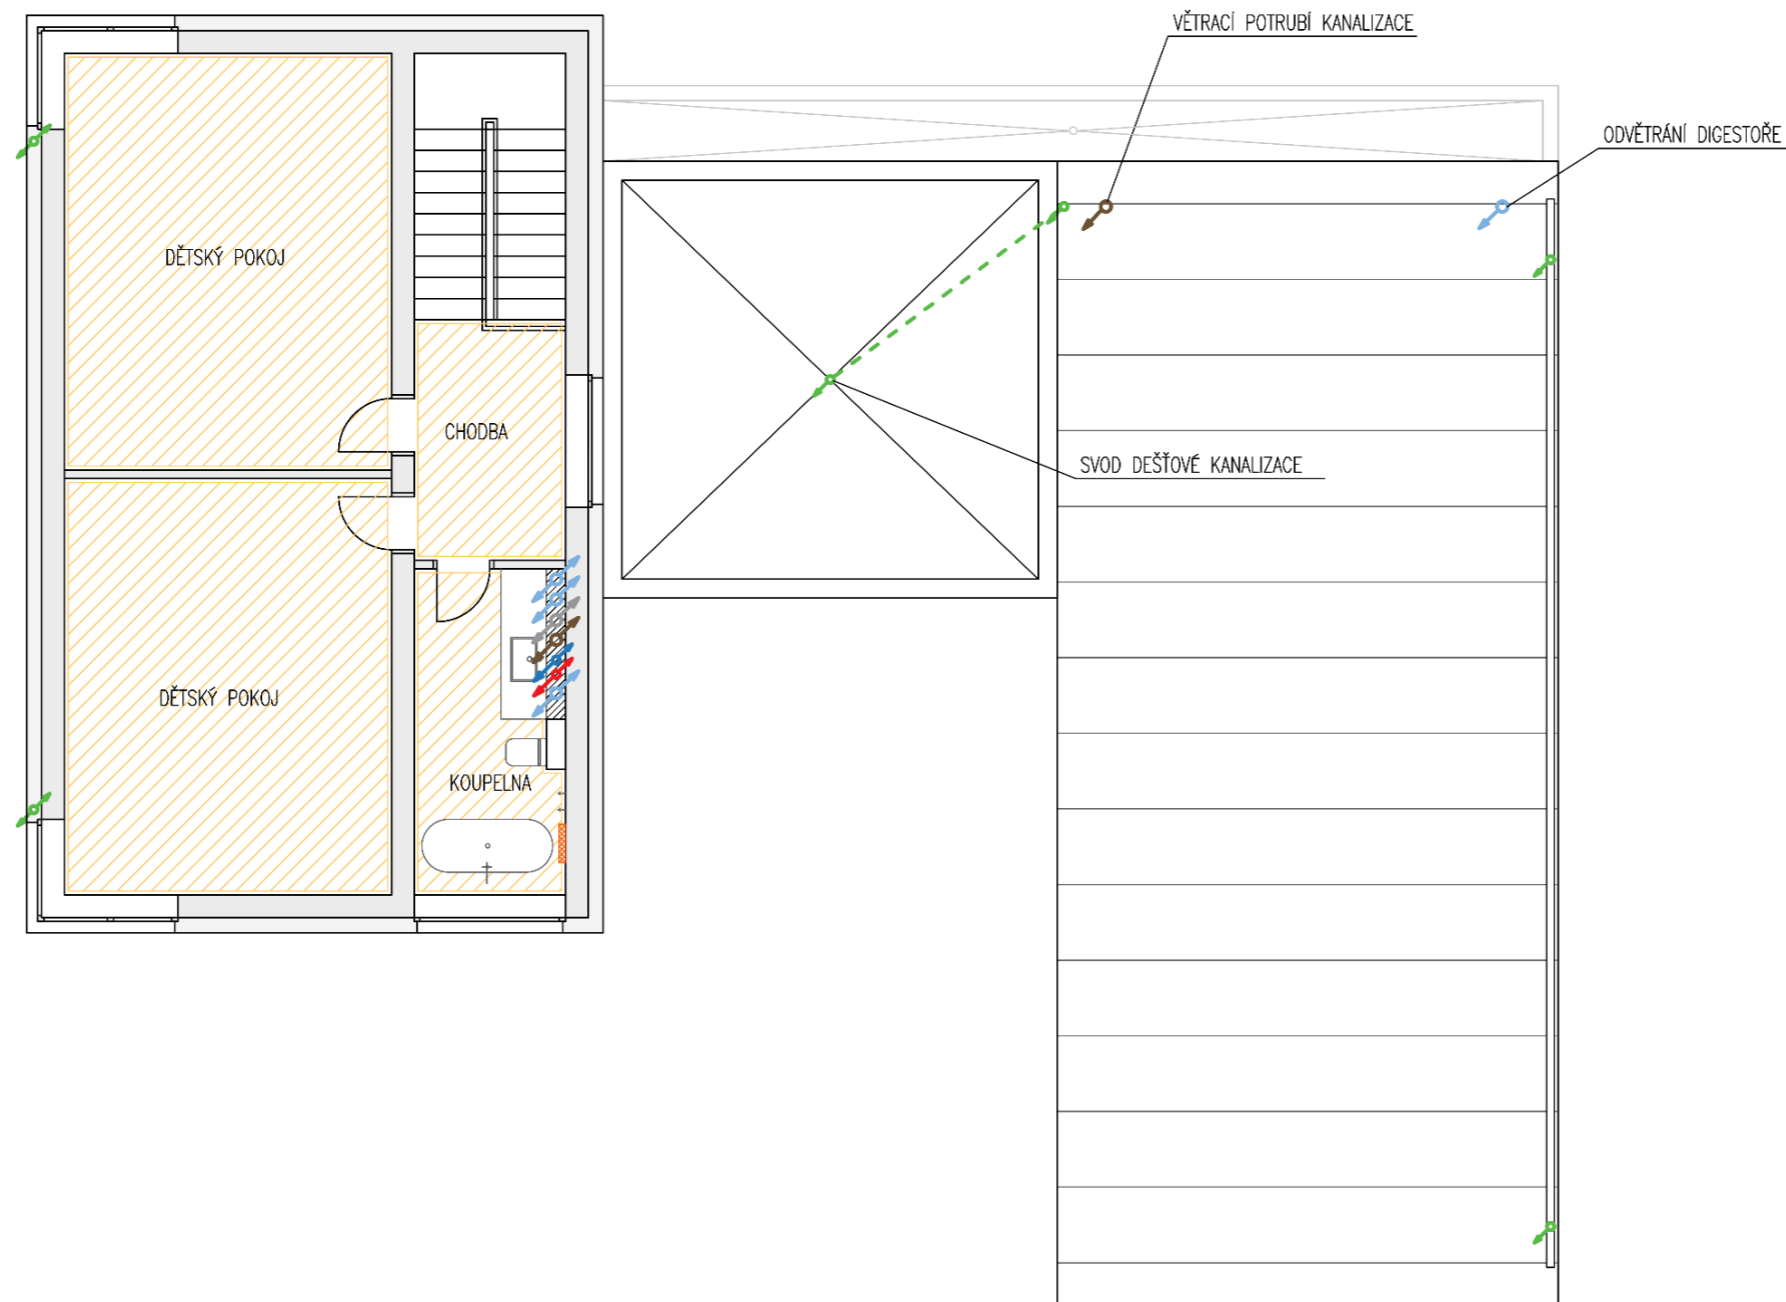 VĚTRACÍ POTRUBÍ KANALIZACE
ODVĚTRÁNÍ DIGESTOŘE
DĚTSKÝ POKOJ
CHODBA
SVOD DEŠŤOVÉ KANALIZACE
DĚTSKÝ POKOJ
KOUPELNA